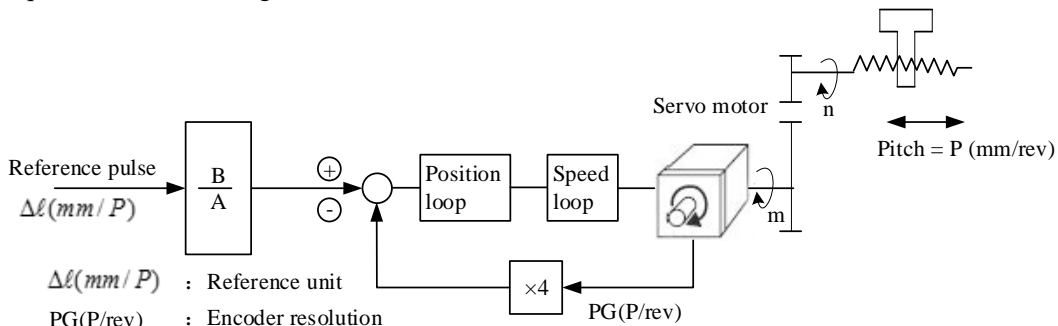 Servo motor
n
Pitch = P (mm/rev)
Reference pulse
Δℓ(mm/P)
B
A
+
-
Position
loop
Speed
loop
m
×4
PG(P/rev)
Δℓ(mm/P) : Reference unit
PG(P/rev) : Encoder resolution